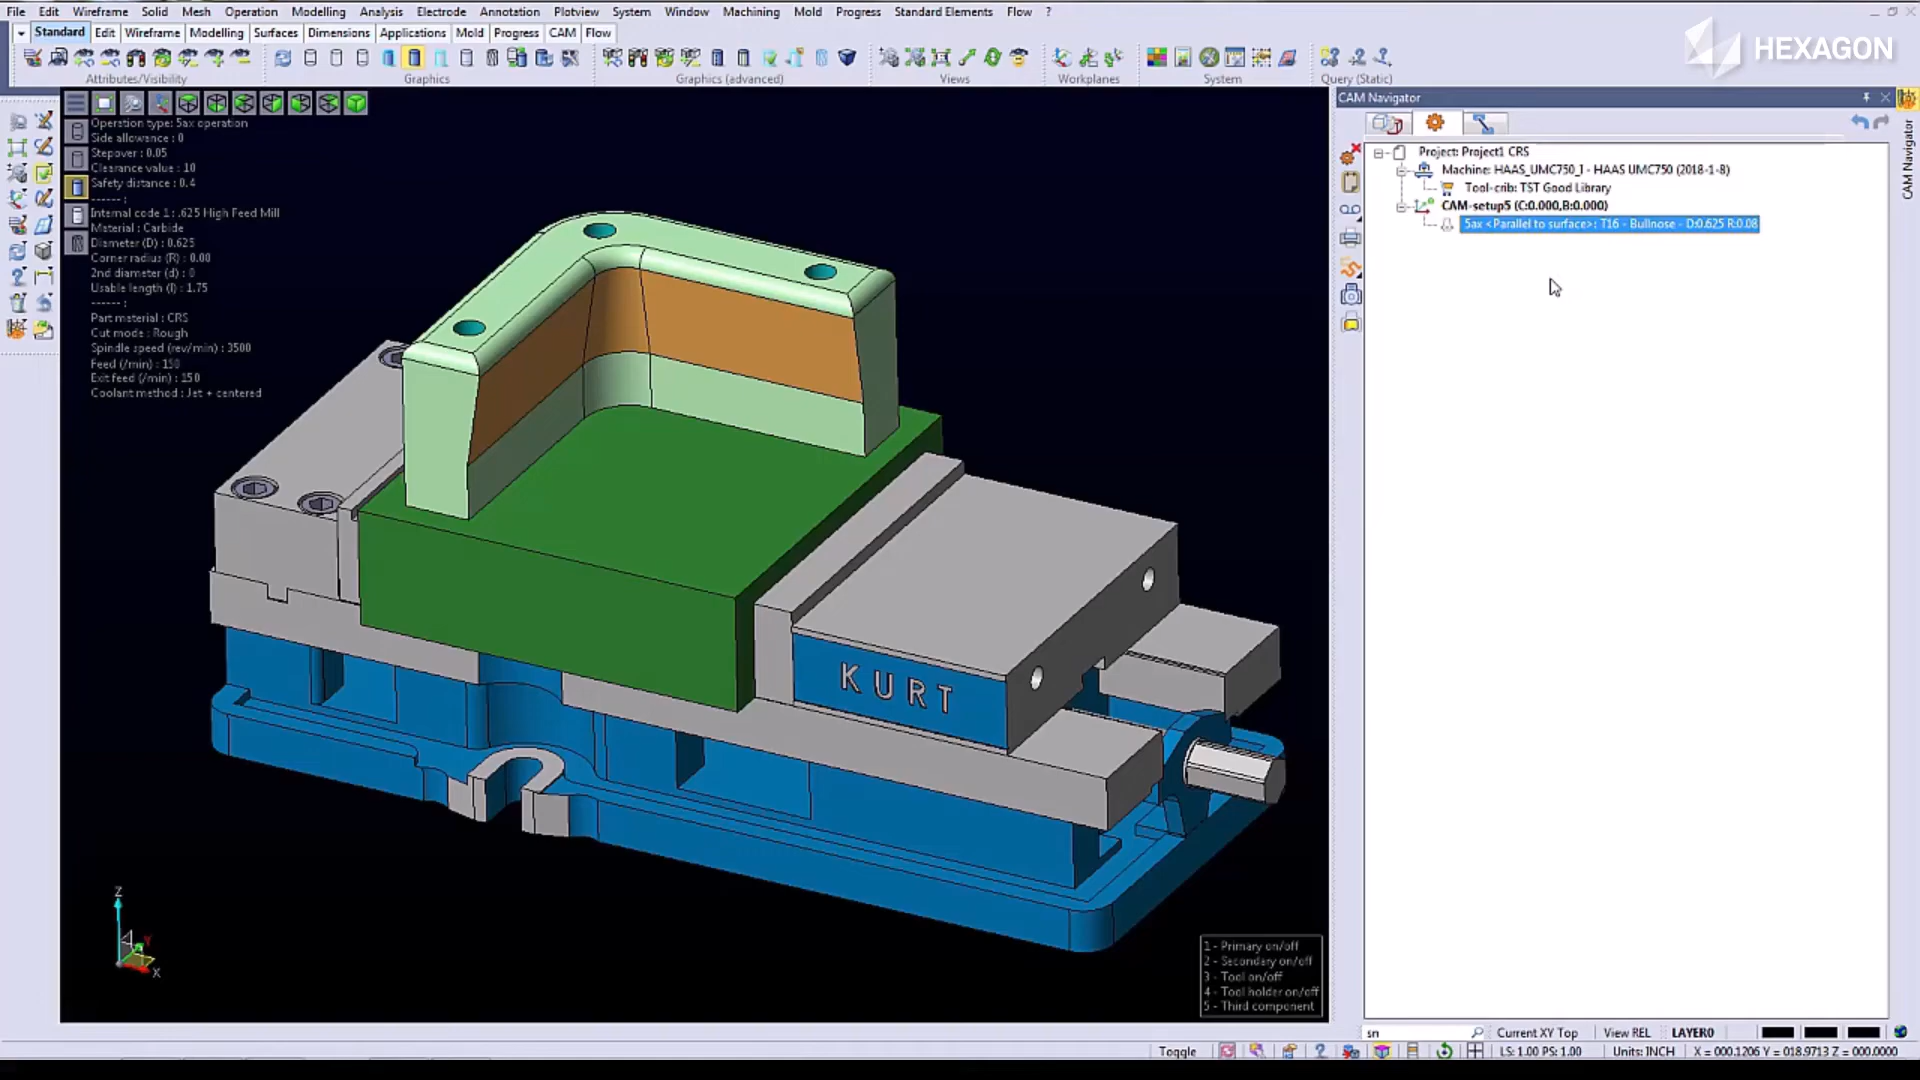 File Edit Wireframe Solid Mesh Operation Modelling Analysis Electrode Annotation Plotview System Window Machining Mold Progress Standard Elements Flow ?
Standard Edit Wireframe Modelling Surfaces Dimensions Applications Mold Progress CAM Flow
HEXAGON
Attributes/Visibility Graphics Graphics (advanced) Views Workplanes System Query (Static)
CAM Navigator
CAM Navigator
Operation type: 5ax operation
Side allowance : 0
Stepover : 0.05
Clearance value : 10
Safety distance : 0.4
------ :
Internal code 1 : .625 High Feed Mill
Material : Carbide
Diameter (D) : 0.625
Corner radius (R) : 0.00
2nd diameter (d) : 0
Usable length (l) : 1.75
------ :
Part material : CRS
Cut mode : Rough
Spindle speed (rev/min) : 3500
Feed (/min) : 150
Exit feed (/min) : 150
Coolant method : Jet + centered
Project: Project1 CRS
Machine: HAAS_UMC750_I - HAAS UMC750 (2018-1-8)
Tool-crib: TST Good Library
CAM-setup5 (C:0.000,B:0.000)
5ax <Parallel to surface>: T16 - Bullnose - D:0.625 R:0.08
KURT
Z
Y
X
1 - Primary on/off
2 - Secondary on/off
3 - Tool on/off
4 - Tool holder on/off
5 - Third component
sn Current XY Top View REL LAYER0
Toggle LS: 1.00 PS: 1.00 Units: INCH X = 000.1206 Y = 018.9713 Z = 000.0000